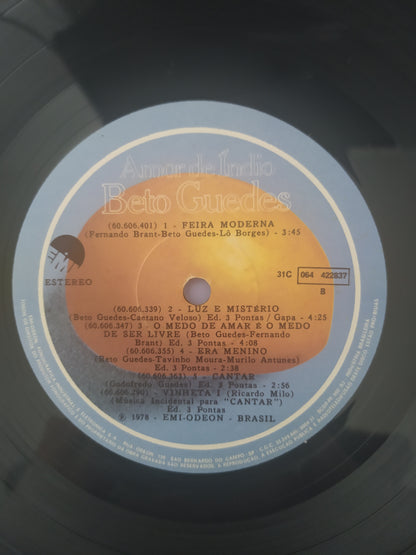 Amor de Índio
Beto Guedes
(60.606.401) 1 - FEIRA MODERNA
(Fernando Brant-Beto Guedes-Lô Borges) - 3:45
ESTEREO
31C 064 422837
B
(60.606.339) 2 - LUZ E MISTÉRIO
(Beto Guedes-Caetano Veloso) Ed. 3 Pontas / Gapa - 4:25
(60.606.347) 3 - O MEDO DE AMAR É O MEDO
DE SER LIVRE (Beto Guedes-Fernando
Brant) Ed. 3 Pontas - 4:08
(60.606.355) 4 - ERA MENINO
(Beto Guedes-Tavinho Moura-Murilo Antunes)
Ed. 3 Pontas - 2:38
(60.606.363) 5 - CANTAR
(Godofredo Guedes) Ed. 3 Pontas - 2:56
(60.606.290) - VINHETA I (Ricardo Milo)
(Música Incidental para "CANTAR")
Ed. 3 Pontas
℗ 1978 - EMI-ODEON - BRASIL